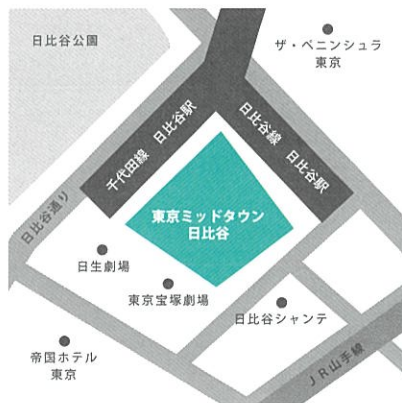 日比谷公園
ザ・ペニンシュラ
東京
千代田線 日比谷駅
日比谷線 日比谷駅
日比谷通り
東京ミッドタウン
日比谷
日生劇場
東京宝塚劇場
日比谷シャンテ
帝国ホテル
東京
JR山手線